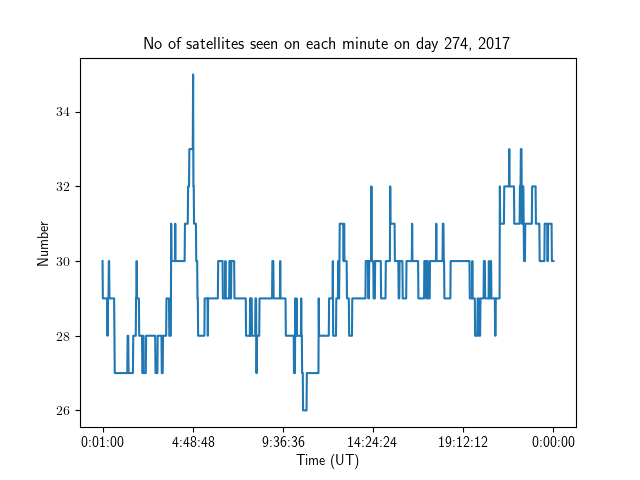 No of satellites seen on each minute on day 274, 2017
Number
34
32
30
28
26
0:01:00 4:48:48 9:36:36 14:24:24 19:12:12 0:00:00
Time (UT)